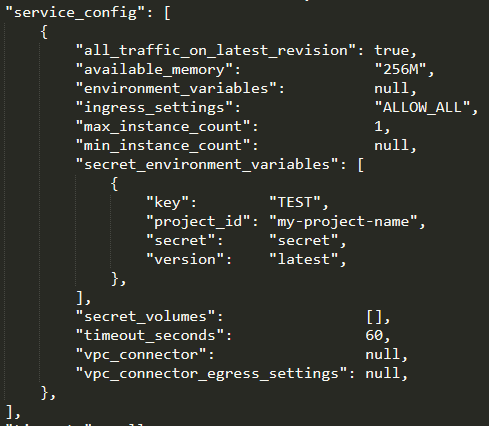 "service_config": [
    {
        "all_traffic_on_latest_revision": true,
        "available_memory":               "256M",
        "environment_variables":          null,
        "ingress_settings":               "ALLOW_ALL",
        "max_instance_count":             1,
        "min_instance_count":             null,
        "secret_environment_variables": [
            {
                "key":        "TEST",
                "project_id": "my-project-name",
                "secret":     "secret",
                "version":    "latest",
            },
        ],
        "secret_volumes":                [],
        "timeout_seconds":               60,
        "vpc_connector":                 null,
        "vpc_connector_egress_settings": null,
    },
],